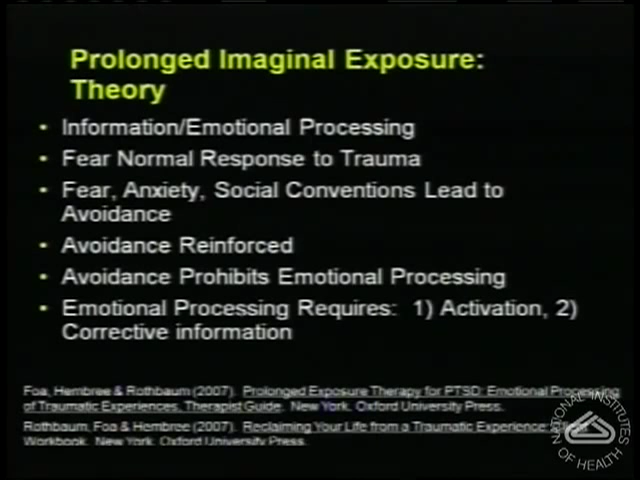 Prolonged Imaginal Exposure:
Theory
• Information/Emotional Processing
• Fear Normal Response to Trauma
• Fear, Anxiety, Social Conventions Lead to
Avoidance
• Avoidance Reinforced
• Avoidance Prohibits Emotional Processing
• Emotional Processing Requires: 1) Activation, 2)
Corrective information
Foa, Hembree & Rothbaum (2007). Prolonged Exposure Therapy for PTSD: Emotional Processing
of Traumatic Experiences, Therapist Guide. New York. Oxford University Press.
Rothbaum, Foa & Hembree (2007). Reclaiming Your Life from a Traumatic Experience:
Workbook. New York. Oxford University Press.
NATIONAL INSTITUTES
OF HEALTH